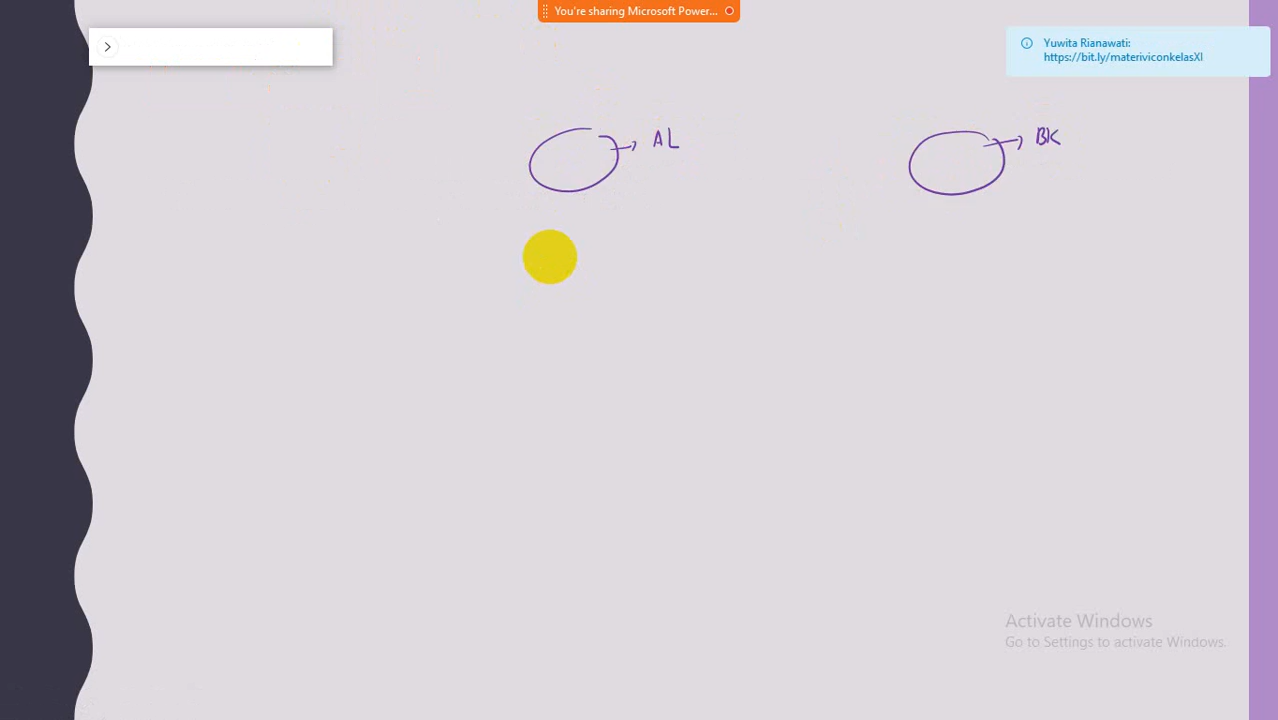 You're sharing Microsoft Power...
Yuwita Rianawati:
https://bit.ly/materiviconkelasXI
AL
BK
Activate Windows
Go to Settings to activate Windows.